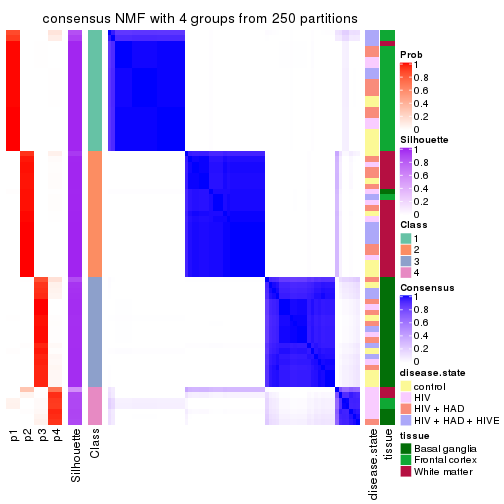 consensus NMF with 4 groups from 250 partitions
Prob
1
0.8
0.6
0.4
0.2
0
Silhouette
1
0.8
0.6
0.4
0.2
0
Class
1
2
3
4
Consensus
1
0.8
0.6
0.4
0.2
0
disease.state
control
HIV
HIV + HAD
HIV + HAD + HIVE
tissue
Basal ganglia
Frontal cortex
White matter
p1
p2
p3
p4
Silhouette
Class
disease.state
tissue